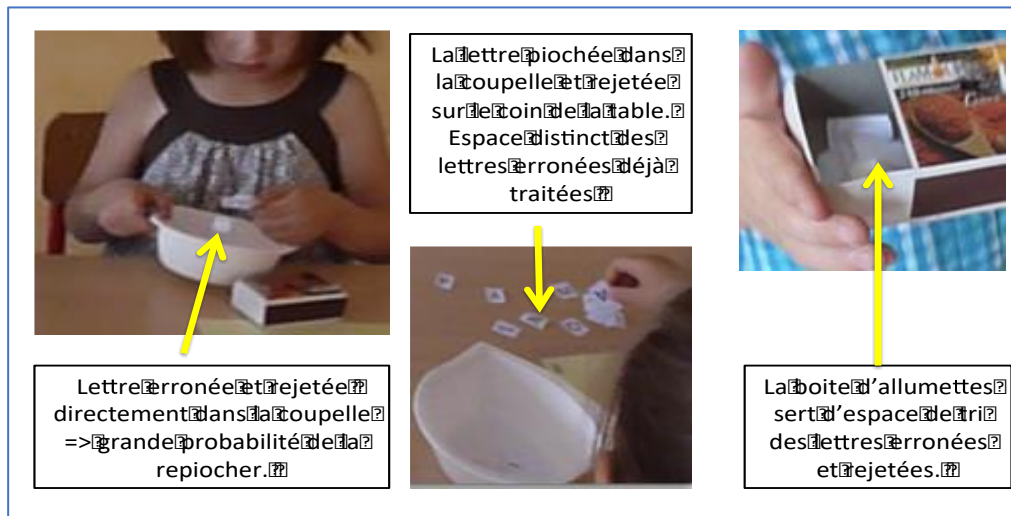 La lettre piochée dans
la coupelle et rejetée
sur le coin de la table.
Espace distinct des
lettres erronées déjà
traitées
Lettre erronée et rejetée
directement dans la coupelle
=> grande probabilité de la
repiocher.
La boite d'allumettes
sert d'espace de tri
des lettres erronées
et rejetées.